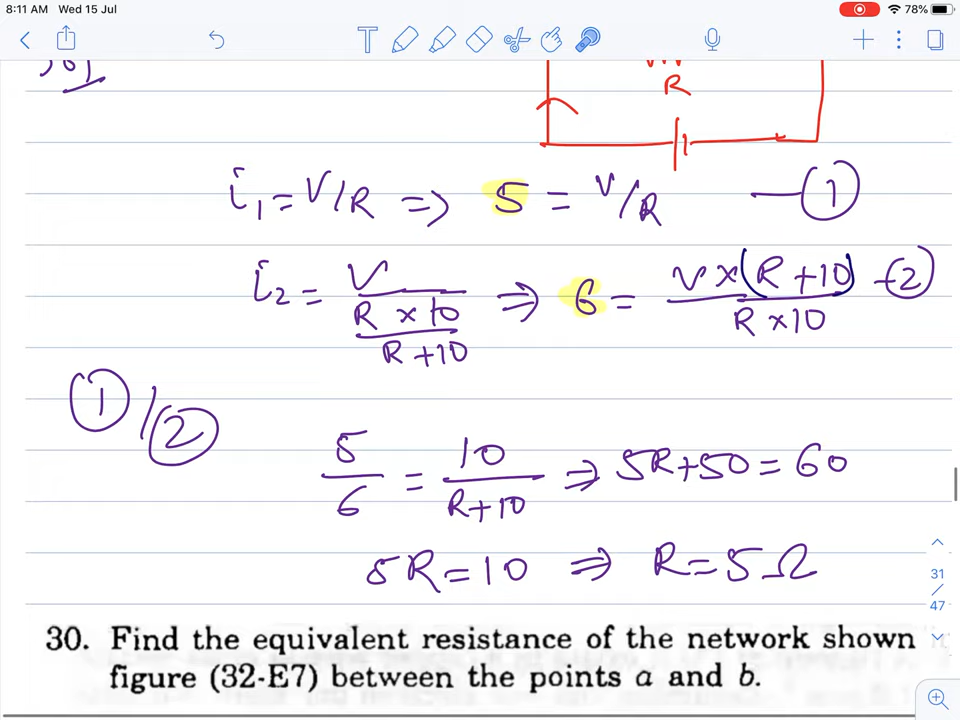 8:11 AM Wed 15 Jul
78%
R
i₁ = V/R ⇒ 5 = V/R —①
i₂ = V / (R × 10 / R + 10) ⇒ 6 = V × (R + 10) / R × 10 —②
① / ②
5/6 = 10 / R + 10 ⇒ 5R + 50 = 60
5R = 10 ⇒ R = 5 Ω
31
/
47
30. Find the equivalent resistance of the network shown
figure (32-E7) between the points a and b.